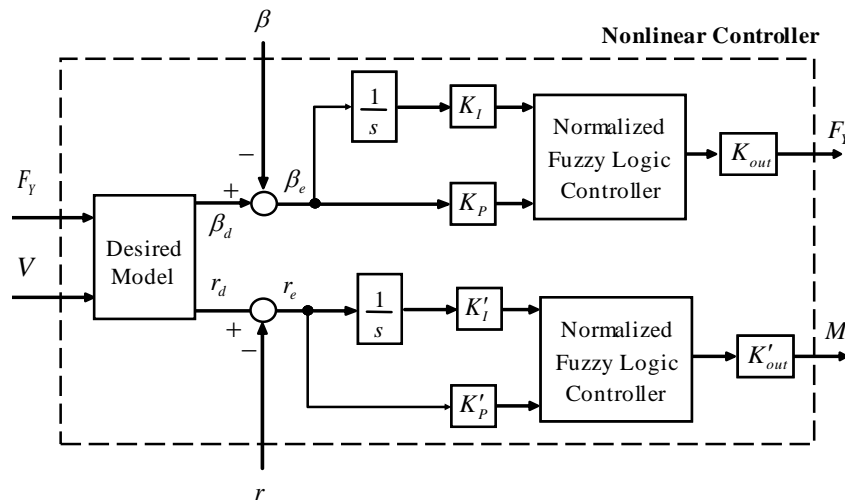 β
Nonlinear Controller
1
s
K_I
Normalized
Fuzzy Logic
Controller
K_out
F_Y
−
F_Y
+
β_e
K_P
β_d
Desired
Model
V
r_d
r_e
1
s
K′_I
Normalized
Fuzzy Logic
Controller
M
K′_out
+
−
K′_P
r